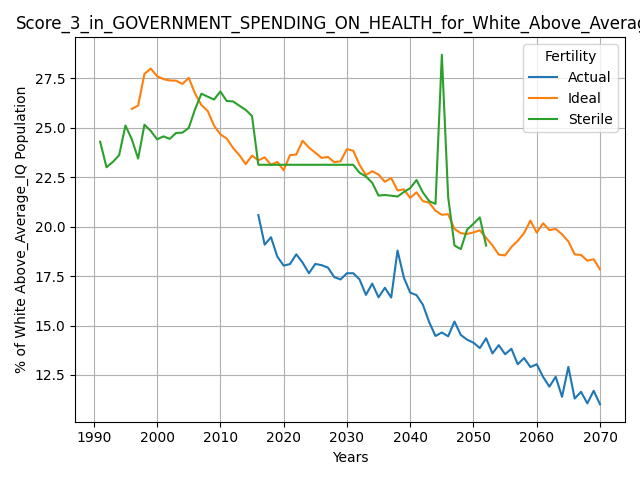 Score_3_in_GOVERNMENT_SPENDING_ON_HEALTH_for_White_Above_Averag
% of White Above_Average_IQ Population
27.5
25.0
22.5
20.0
17.5
15.0
12.5
Fertility
Actual
Ideal
Sterile
1990 2000 2010 2020 2030 2040 2050 2060 2070
Years